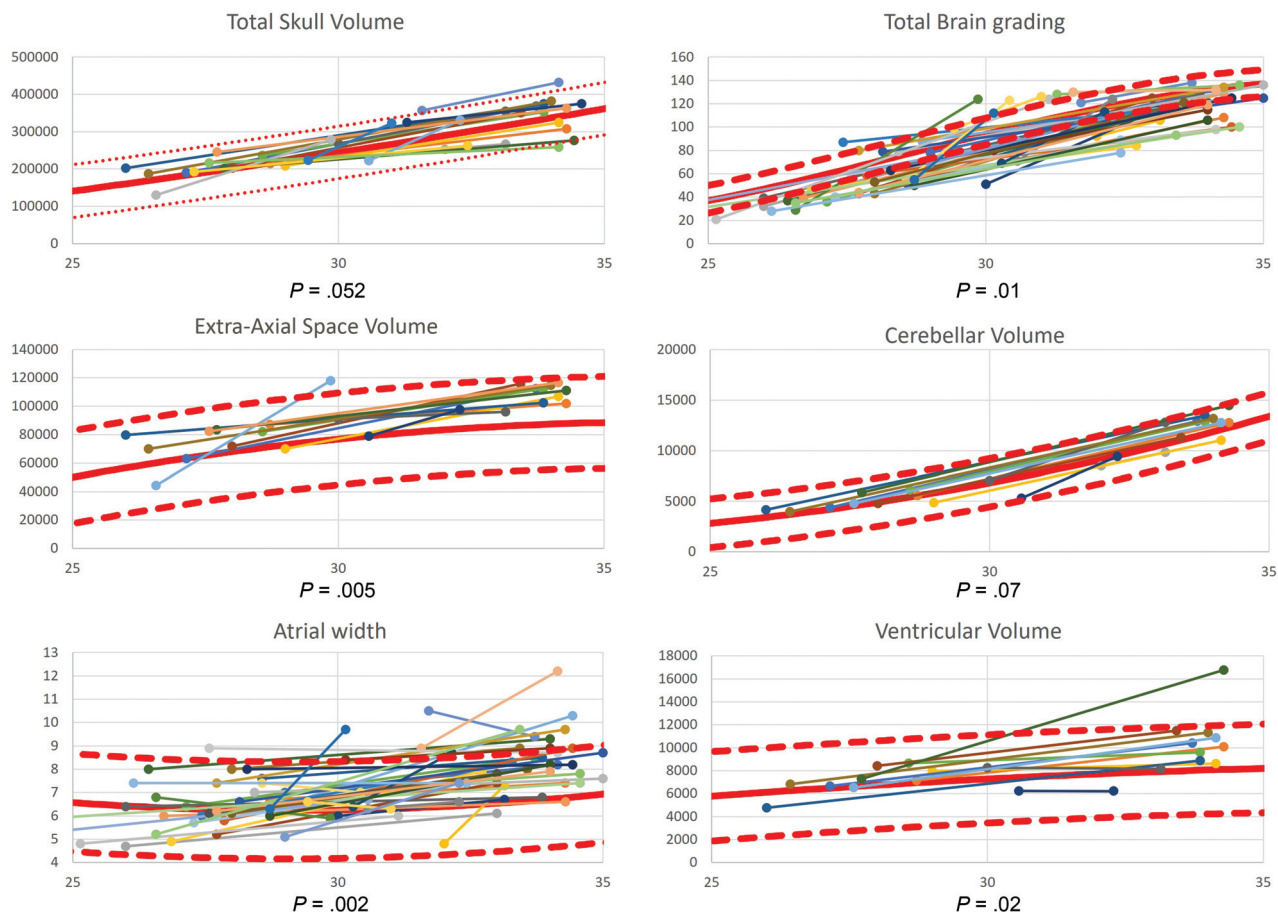 Total Skull Volume
500000
400000
300000
200000
100000
0
25 30 35
P = .052
Total Brain grading
160
140
120
100
80
60
40
20
0
25 30 35
P = .01
Extra-Axial Space Volume
140000
120000
100000
80000
60000
40000
20000
0
25 30 35
P = .005
Cerebellar Volume
20000
15000
10000
5000
0
25 30 35
P = .07
Atrial width
13
12
11
10
9
8
7
6
5
4
25 30 35
P = .002
Ventricular Volume
18000
16000
14000
12000
10000
8000
6000
4000
2000
0
25 30 35
P = .02